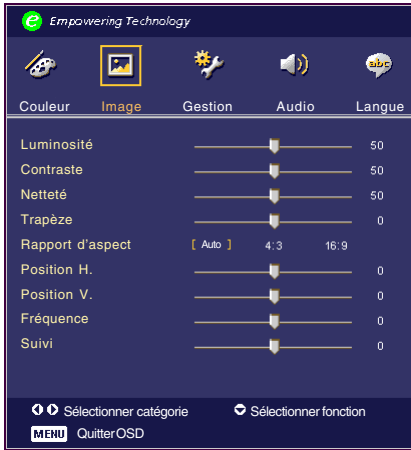 e Empowering Technology
Couleur Image Gestion Audio Langue
Luminosité 50
Contraste 50
Netteté 50
Trapèze 0
Rapport d'aspect [ Auto ] 4:3 16:9
Position H. 0
Position V. 0
Fréquence 0
Suivi 0
Sélectionner catégorie Sélectionner fonction
MENU Quitter OSD